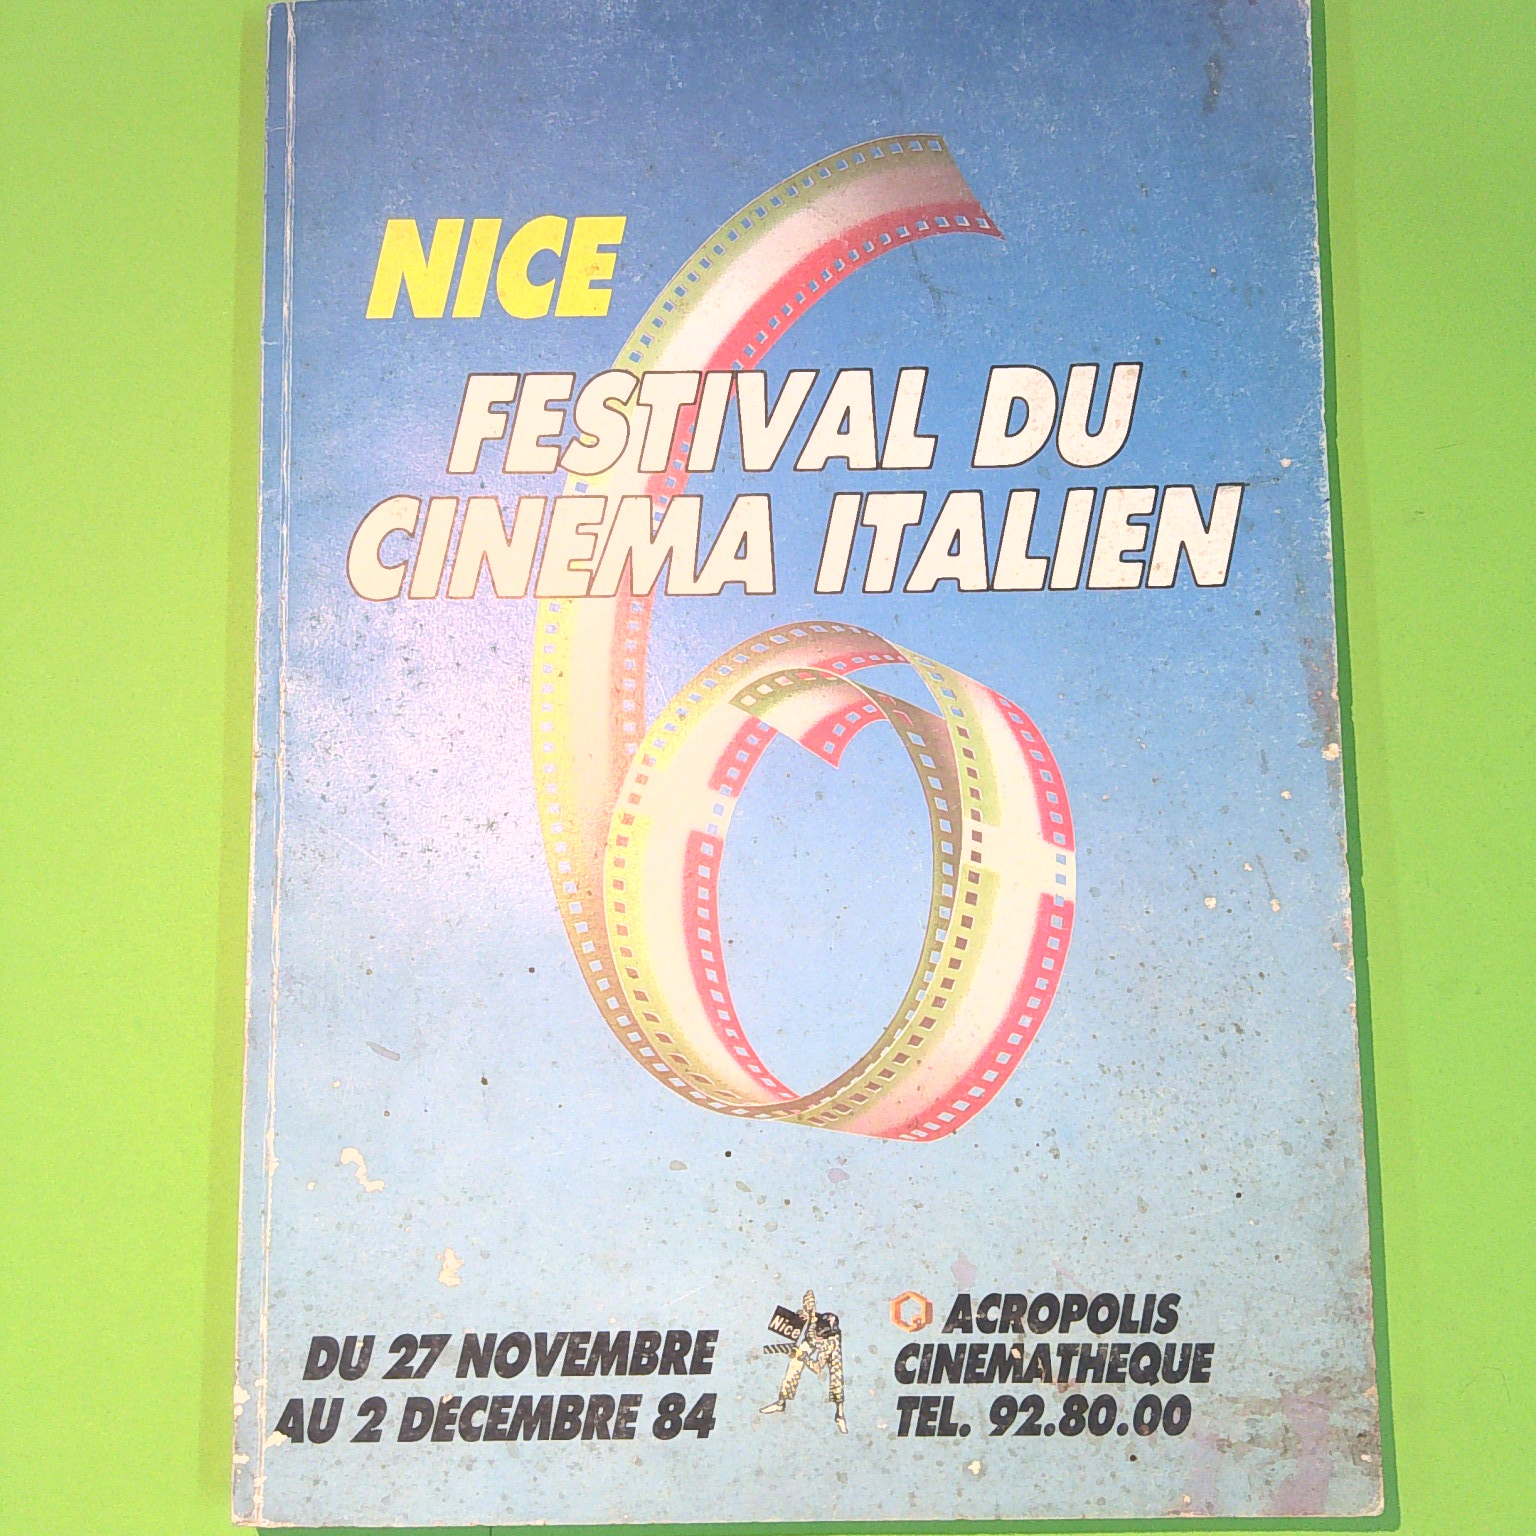 NICE
6
FESTIVAL DU
CINEMA ITALIEN
DU 27 NOVEMBRE
AU 2 DÉCEMBRE 84
Nice
ACROPOLIS
CINEMATHEQUE
TEL. 92.80.00